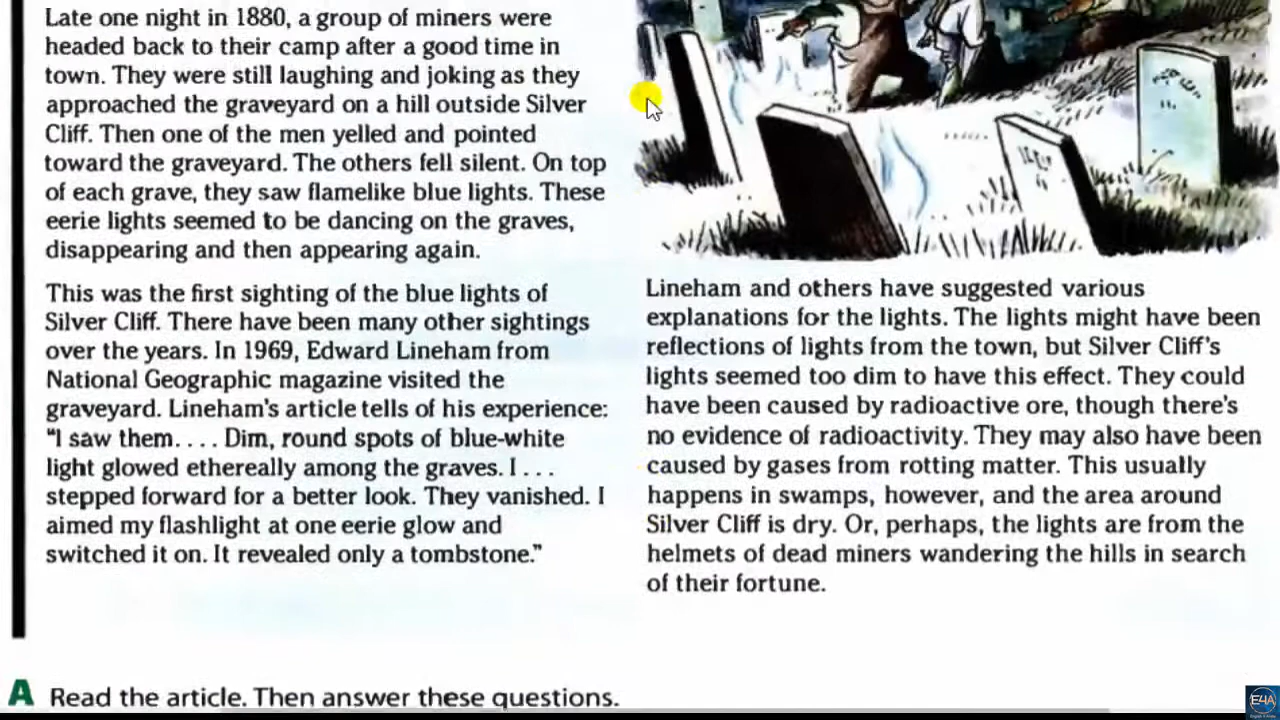 Late one night in 1880, a group of miners were
headed back to their camp after a good time in
town. They were still laughing and joking as they
approached the graveyard on a hill outside Silver
Cliff. Then one of the men yelled and pointed
toward the graveyard. The others fell silent. On top
of each grave, they saw flamelike blue lights. These
eerie lights seemed to be dancing on the graves,
disappearing and then appearing again.
This was the first sighting of the blue lights of
Silver Cliff. There have been many other sightings
over the years. In 1969, Edward Lineham from
National Geographic magazine visited the
graveyard. Lineham's article tells of his experience:
"I saw them. . . . Dim, round spots of blue-white
light glowed ethereally among the graves. I . . .
stepped forward for a better look. They vanished. I
aimed my flashlight at one eerie glow and
switched it on. It revealed only a tombstone."
Lineham and others have suggested various
explanations for the lights. The lights might have been
reflections of lights from the town, but Silver Cliff's
lights seemed too dim to have this effect. They could
have been caused by radioactive ore, though there's
no evidence of radioactivity. They may also have been
caused by gases from rotting matter. This usually
happens in swamps, however, and the area around
Silver Cliff is dry. Or, perhaps, the lights are from the
helmets of dead miners wandering the hills in search
of their fortune.
A Read the article. Then answer these questions.
E4A